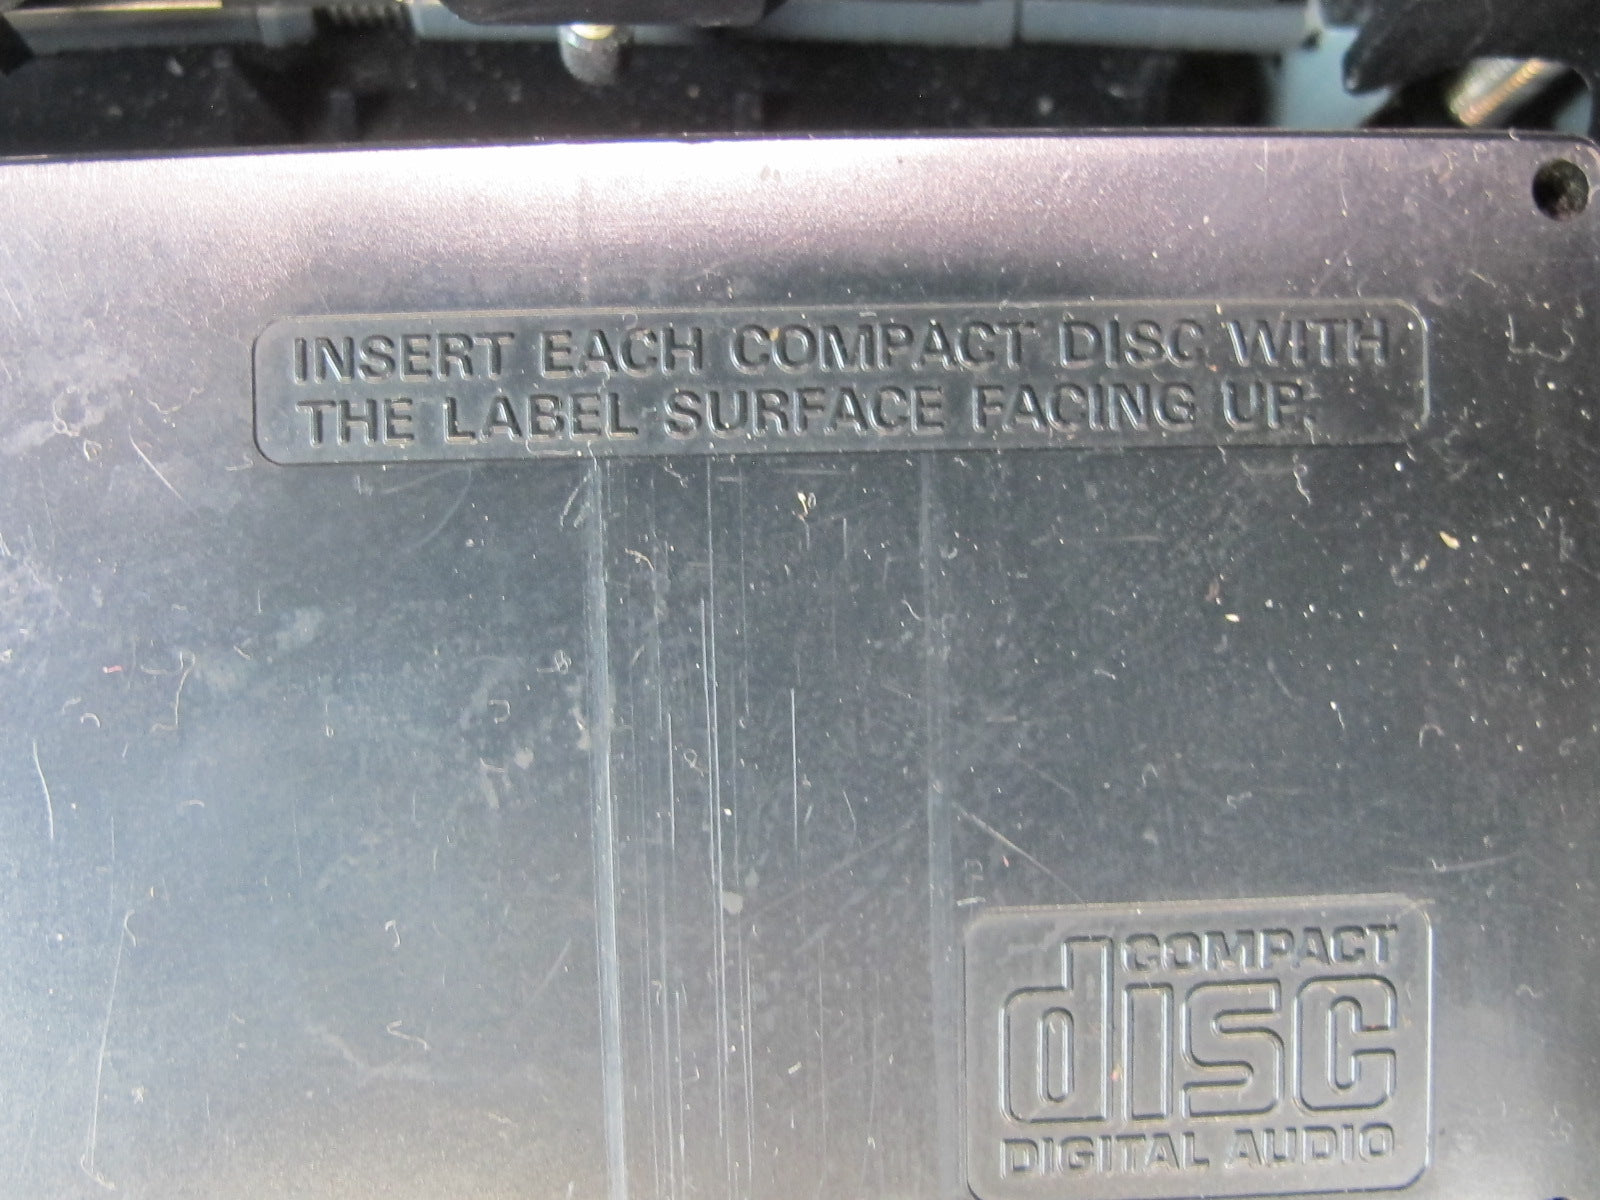 INSERT EACH COMPACT DISC WITH
THE LABEL SURFACE FACING UP.
COMPACT
disc
DIGITAL AUDIO